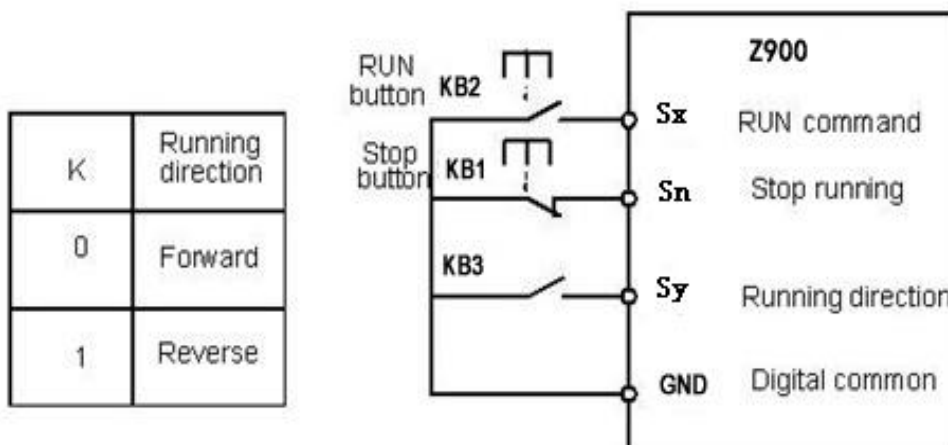 K
Running
direction
0
Forward
1
Reverse
RUN
button
KB2
Stop
button
KB1
KB3
Z900
Sx
RUN command
Sn
Stop running
Sy
Running direction
GND
Digital common